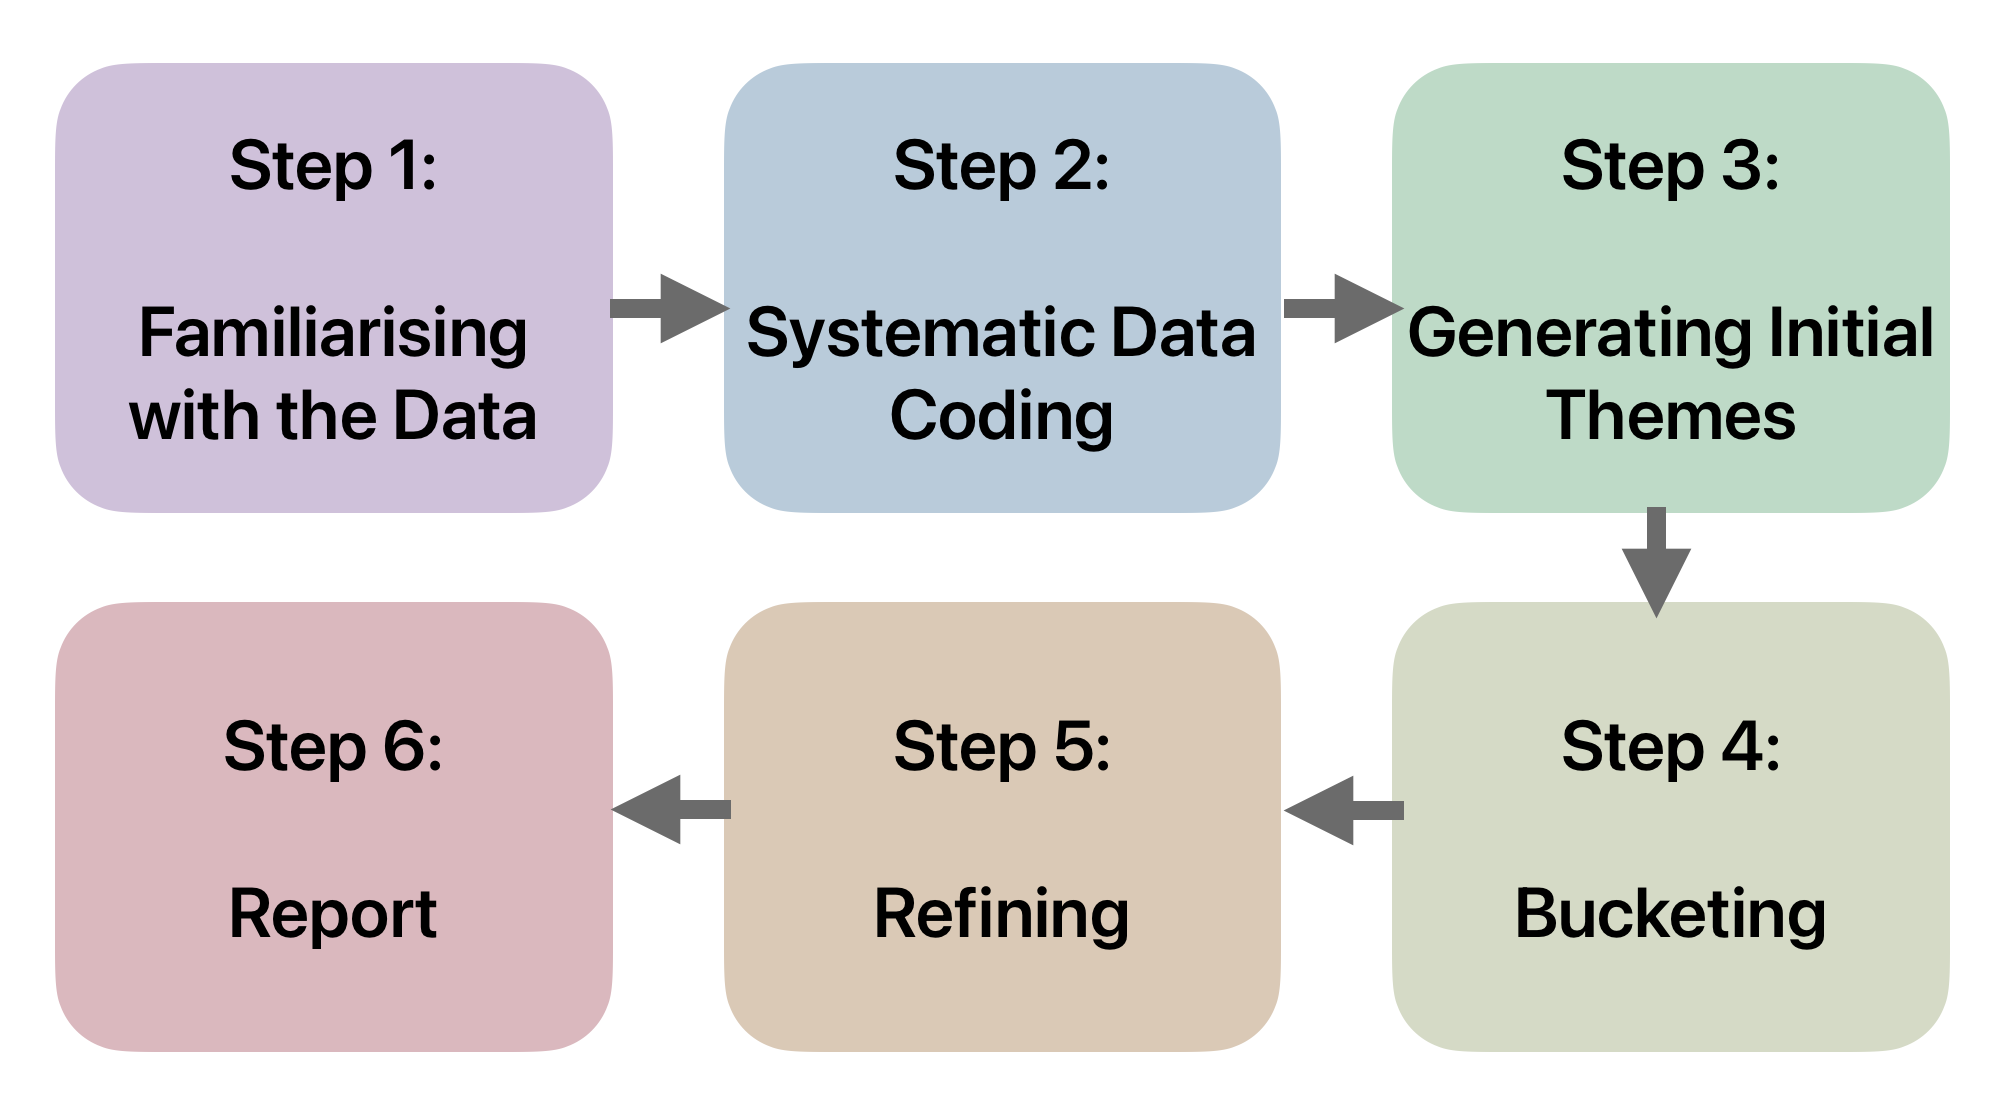 Step 1:
Familiarising
with the Data
Step 2:
Systematic Data
Coding
Step 3:
Generating Initial
Themes
Step 4:
Bucketing
Step 5:
Refining
Step 6:
Report